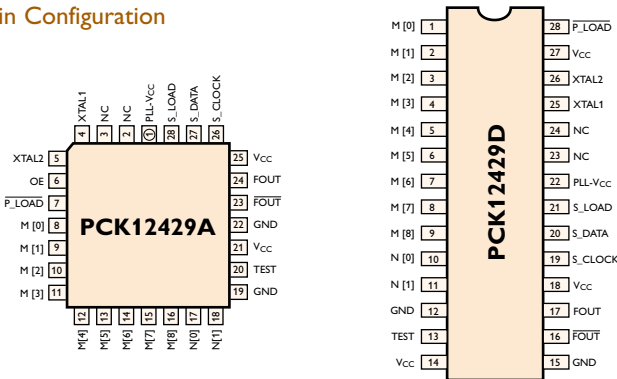 in Configuration
XTAL1
NC
NC
PLL-VCC
S_LOAD
S_DATA
S_CLOCK
4 3 2 1 28 27 26
XTAL2 5
OE 6
P_LOAD 7
M [0] 8
M [1] 9
M [2] 10
M [3] 11
PCK12429A
25 VCC
24 FOUT
23 FOUT
22 GND
21 VCC
20 TEST
19 GND
12 13 14 15 16 17 18
M[4]
M[5]
M[6]
M[7]
M[8]
N[0]
N[1]
M [0] 1
M [1] 2
M [2] 3
M [3] 4
M [4] 5
M [5] 6
M [6] 7
M [7] 8
M [8] 9
N [0] 10
N [1] 11
GND 12
TEST 13
VCC 14
PCK12429D
28 P_LOAD
27 VCC
26 XTAL2
25 XTAL1
24 NC
23 NC
22 PLL-VCC
21 S_LOAD
20 S_DATA
19 S_CLOCK
18 VCC
17 FOUT
16 FOUT
15 GND